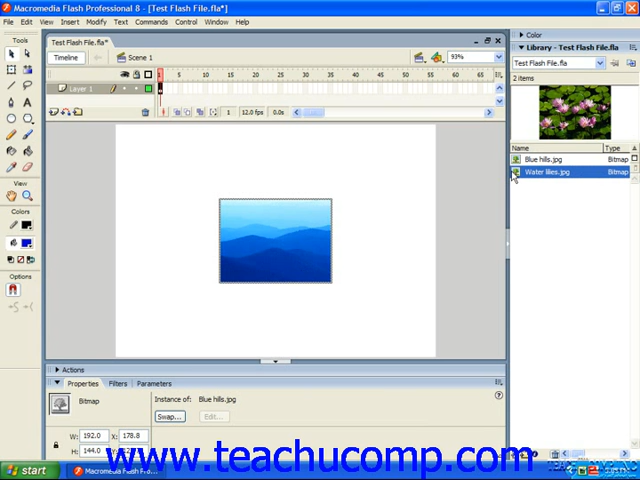 Macromedia Flash Professional 8 - [Test Flash File.fla*]
File Edit View Insert Modify Text Commands Control Window Help
Tools
View
Colors
Options
Test Flash File.fla*
Timeline
Scene 1
93%
1 5 10 15 20 25 30 35 40 45 50 55 60 65
Layer 1
1 12.0 fps 0.0s
Actions
Properties Filters Parameters
Bitmap
Instance of: Blue hills.jpg
Swap... Edit...
W: 192.0 X: 178.8
H: 144.0
Color
Library - Test Flash File.fla
Test Flash File.fla
2 items
Name Type
Blue hills.jpg Bitmap
Water lilies.jpg Bitmap
www.teachucomp.com
start
Macromedia Flash Pro...